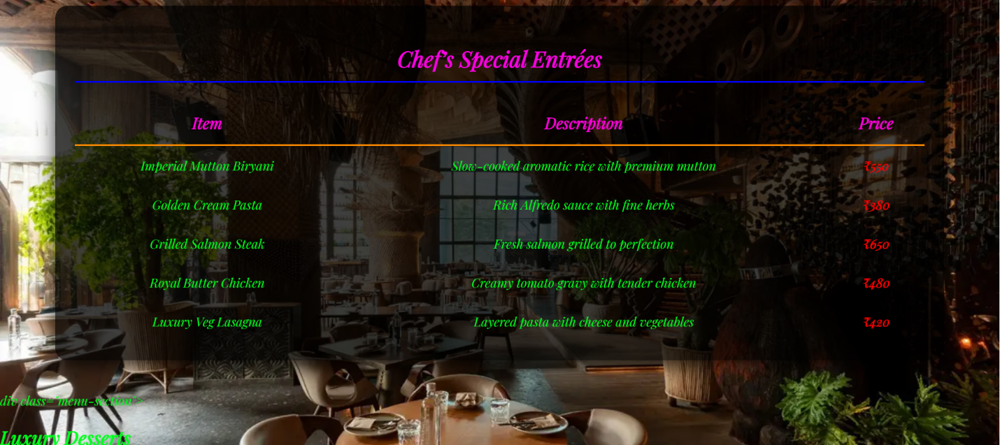 Chef's Special Entrées
Item Description Price
Imperial Mutton Biryani Slow-cooked aromatic rice with premium mutton ₹550
Golden Cream Pasta Rich Alfredo sauce with fine herbs ₹380
Grilled Salmon Steak Fresh salmon grilled to perfection ₹650
Royal Butter Chicken Creamy tomato gravy with tender chicken ₹480
Luxury Veg Lasagna Layered pasta with cheese and vegetables ₹420
div class="menu-section">
Luxury Desserts